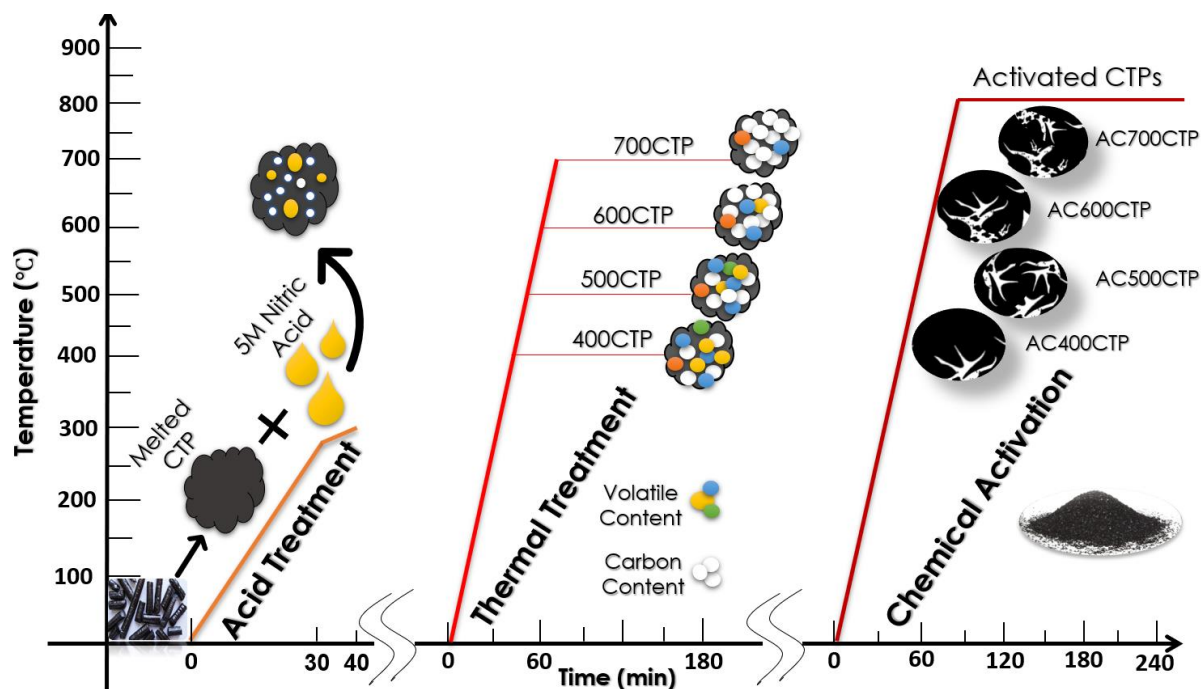 Temperature (°C)
900
800
700
600
500
400
300
200
100
Melted
CTP
5M Nitric
Acid
Acid Treatment
0
30
40
700CTP
600CTP
500CTP
400CTP
Thermal Treatment
Volatile
Content
Carbon
Content
0
60
180
Time (min)
Activated CTPs
AC700CTP
AC600CTP
AC500CTP
AC400CTP
Chemical Activation
0
60
120
180
240